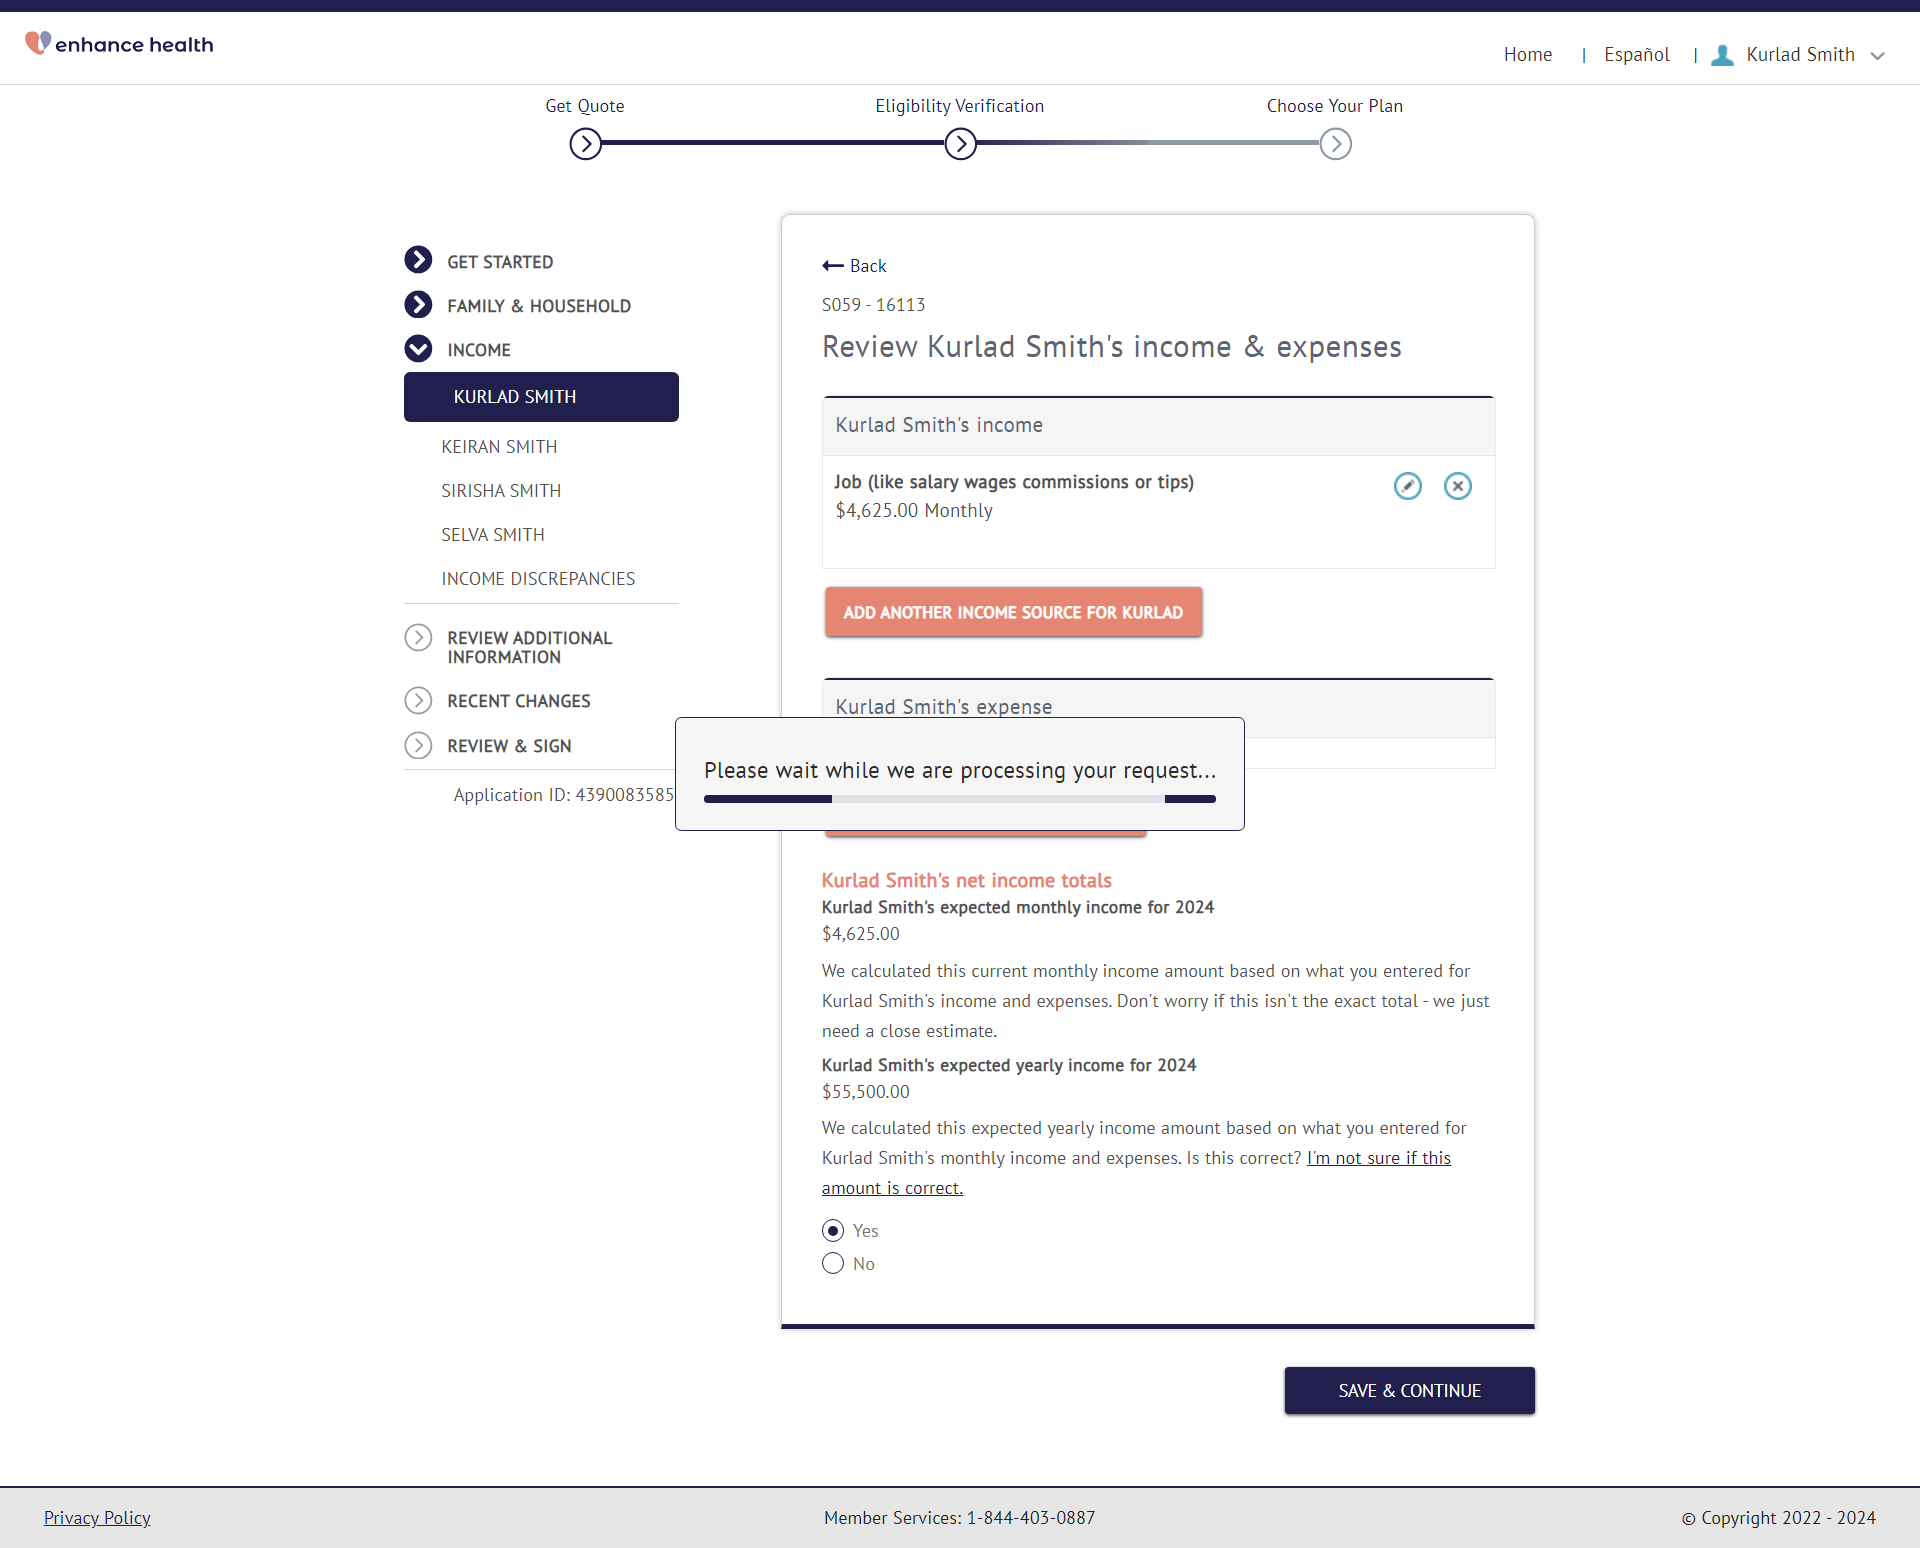 enhance health
Home | Español | Kurlad Smith
Get Quote
Eligibility Verification
Choose Your Plan
GET STARTED
FAMILY & HOUSEHOLD
INCOME
KURLAD SMITH
KEIRAN SMITH
SIRISHA SMITH
SELVA SMITH
INCOME DISCREPANCIES
REVIEW ADDITIONAL
INFORMATION
RECENT CHANGES
REVIEW & SIGN
Application ID: 4390083585
Back
S059 - 16113
Review Kurlad Smith's income & expenses
Kurlad Smith's income
Job (like salary wages commissions or tips)
$4,625.00 Monthly
ADD ANOTHER INCOME SOURCE FOR KURLAD
Kurlad Smith's expense
Please wait while we are processing your request...
Kurlad Smith's net income totals
Kurlad Smith's expected monthly income for 2024
$4,625.00
We calculated this current monthly income amount based on what you entered for
Kurlad Smith's income and expenses. Don't worry if this isn't the exact total - we just
need a close estimate.
Kurlad Smith's expected yearly income for 2024
$55,500.00
We calculated this expected yearly income amount based on what you entered for
Kurlad Smith's monthly income and expenses. Is this correct? I'm not sure if this
amount is correct.
Yes
No
SAVE & CONTINUE
Privacy Policy
Member Services: 1-844-403-0887
© Copyright 2022 - 2024